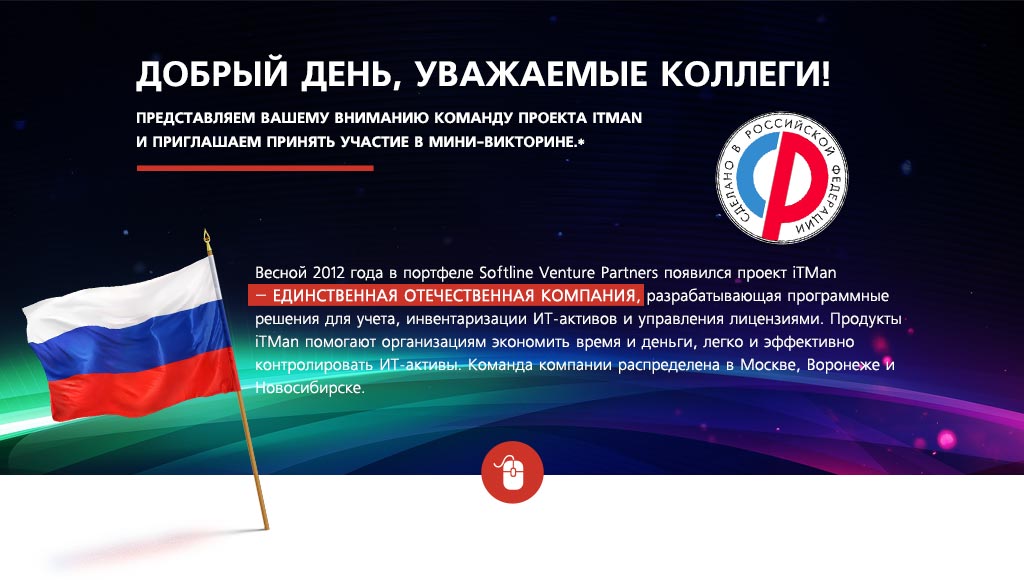 ДОБРЫЙ ДЕНЬ, УВАЖАЕМЫЕ КОЛЛЕГИ!
ПРЕДСТАВЛЯЕМ ВАШЕМУ ВНИМАНИЮ КОМАНДУ ПРОЕКТА ITMAN
И ПРИГЛАШАЕМ ПРИНЯТЬ УЧАСТИЕ В МИНИ-ВИКТОРИНЕ.*
СДЕЛАНО В РОССИЙСКОЙ ФЕДЕРАЦИИ
Весной 2012 года в портфеле Softline Venture Partners появился проект iTMan
– ЕДИНСТВЕННАЯ ОТЕЧЕСТВЕННАЯ КОМПАНИЯ, разрабатывающая программные
решения для учета, инвентаризации ИТ-активов и управления лицензиями. Продукты
iTMan помогают организациям экономить время и деньги, легко и эффективно
контролировать ИТ-активы. Команда компании распределена в Москве, Воронеже и
Новосибирске.